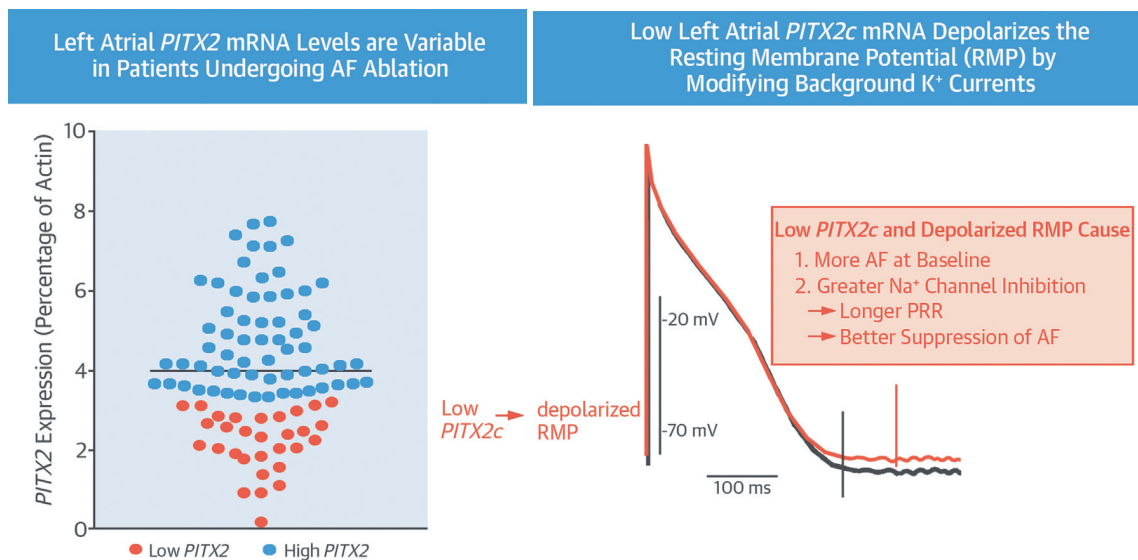 Left Atrial PITX2 mRNA Levels are Variable
in Patients Undergoing AF Ablation
PITX2 Expression (Percentage of Actin)
10
8
6
4
2
0
Low PITX2
High PITX2
Low Left Atrial PITX2c mRNA Depolarizes the
Resting Membrane Potential (RMP) by
Modifying Background K⁺ Currents
Low
PITX2c
depolarized
RMP
-20 mV
-70 mV
100 ms
Low PITX2c and Depolarized RMP Cause
1. More AF at Baseline
2. Greater Na⁺ Channel Inhibition
→ Longer PRR
→ Better Suppression of AF